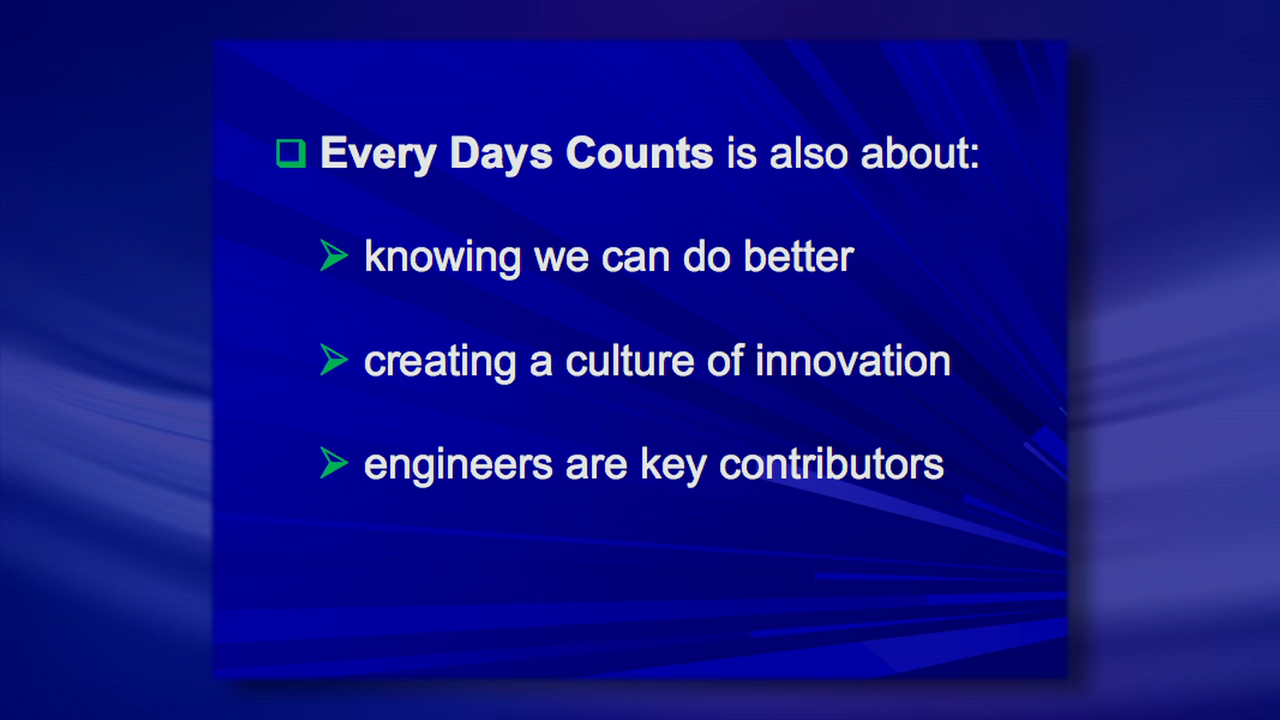 Every Days Counts is also about:
knowing we can do better
creating a culture of innovation
engineers are key contributors